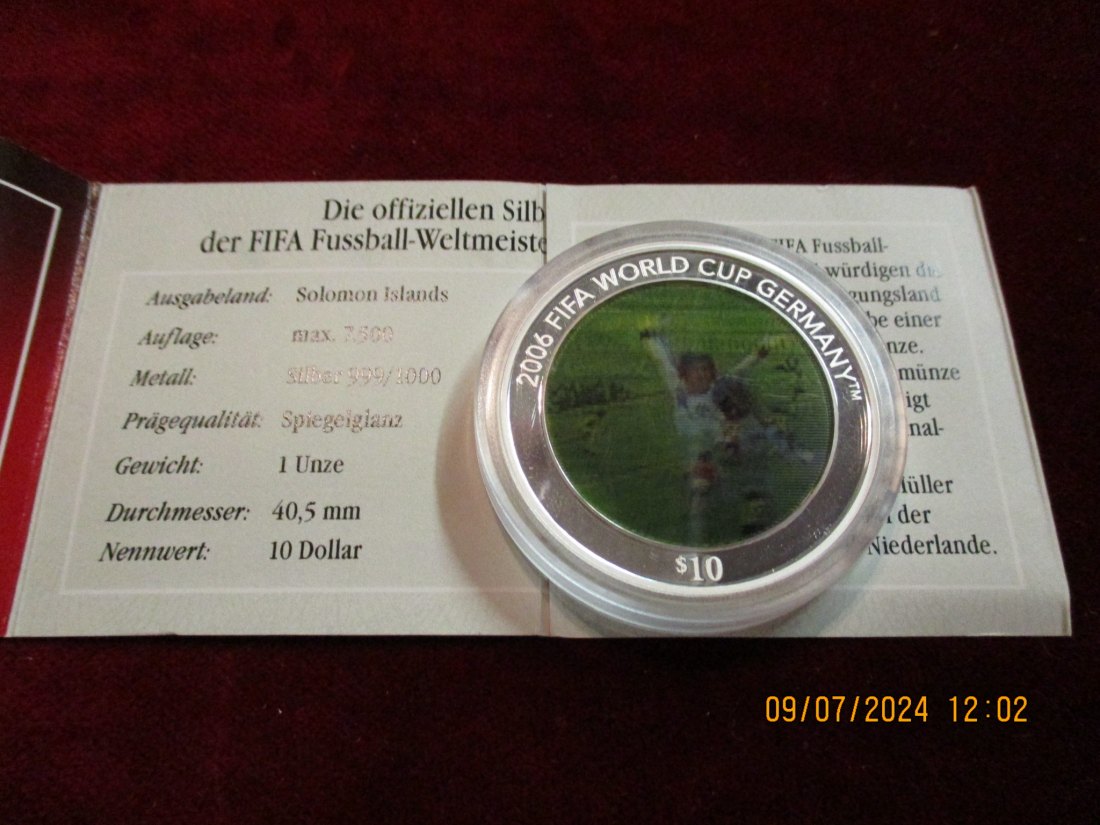 Die offiziellen Silb
der FIFA Fussball-Weltmeiste
Ausgabeland: Solomon Islands
Auflage: max. 7.500
Metall: Silber 999/1000
Prägequalität: Spiegelglanz
Gewicht: 1 Unze
Durchmesser: 40,5 mm
Nennwert: 10 Dollar
2006 FIFA WORLD CUP GERMANY™
$10
FIFA Fussball-
würdigen die
gungsland
be einer
nze.
münze
igt
nal-
üller
der
Niederlande.
09/07/2024 12:02